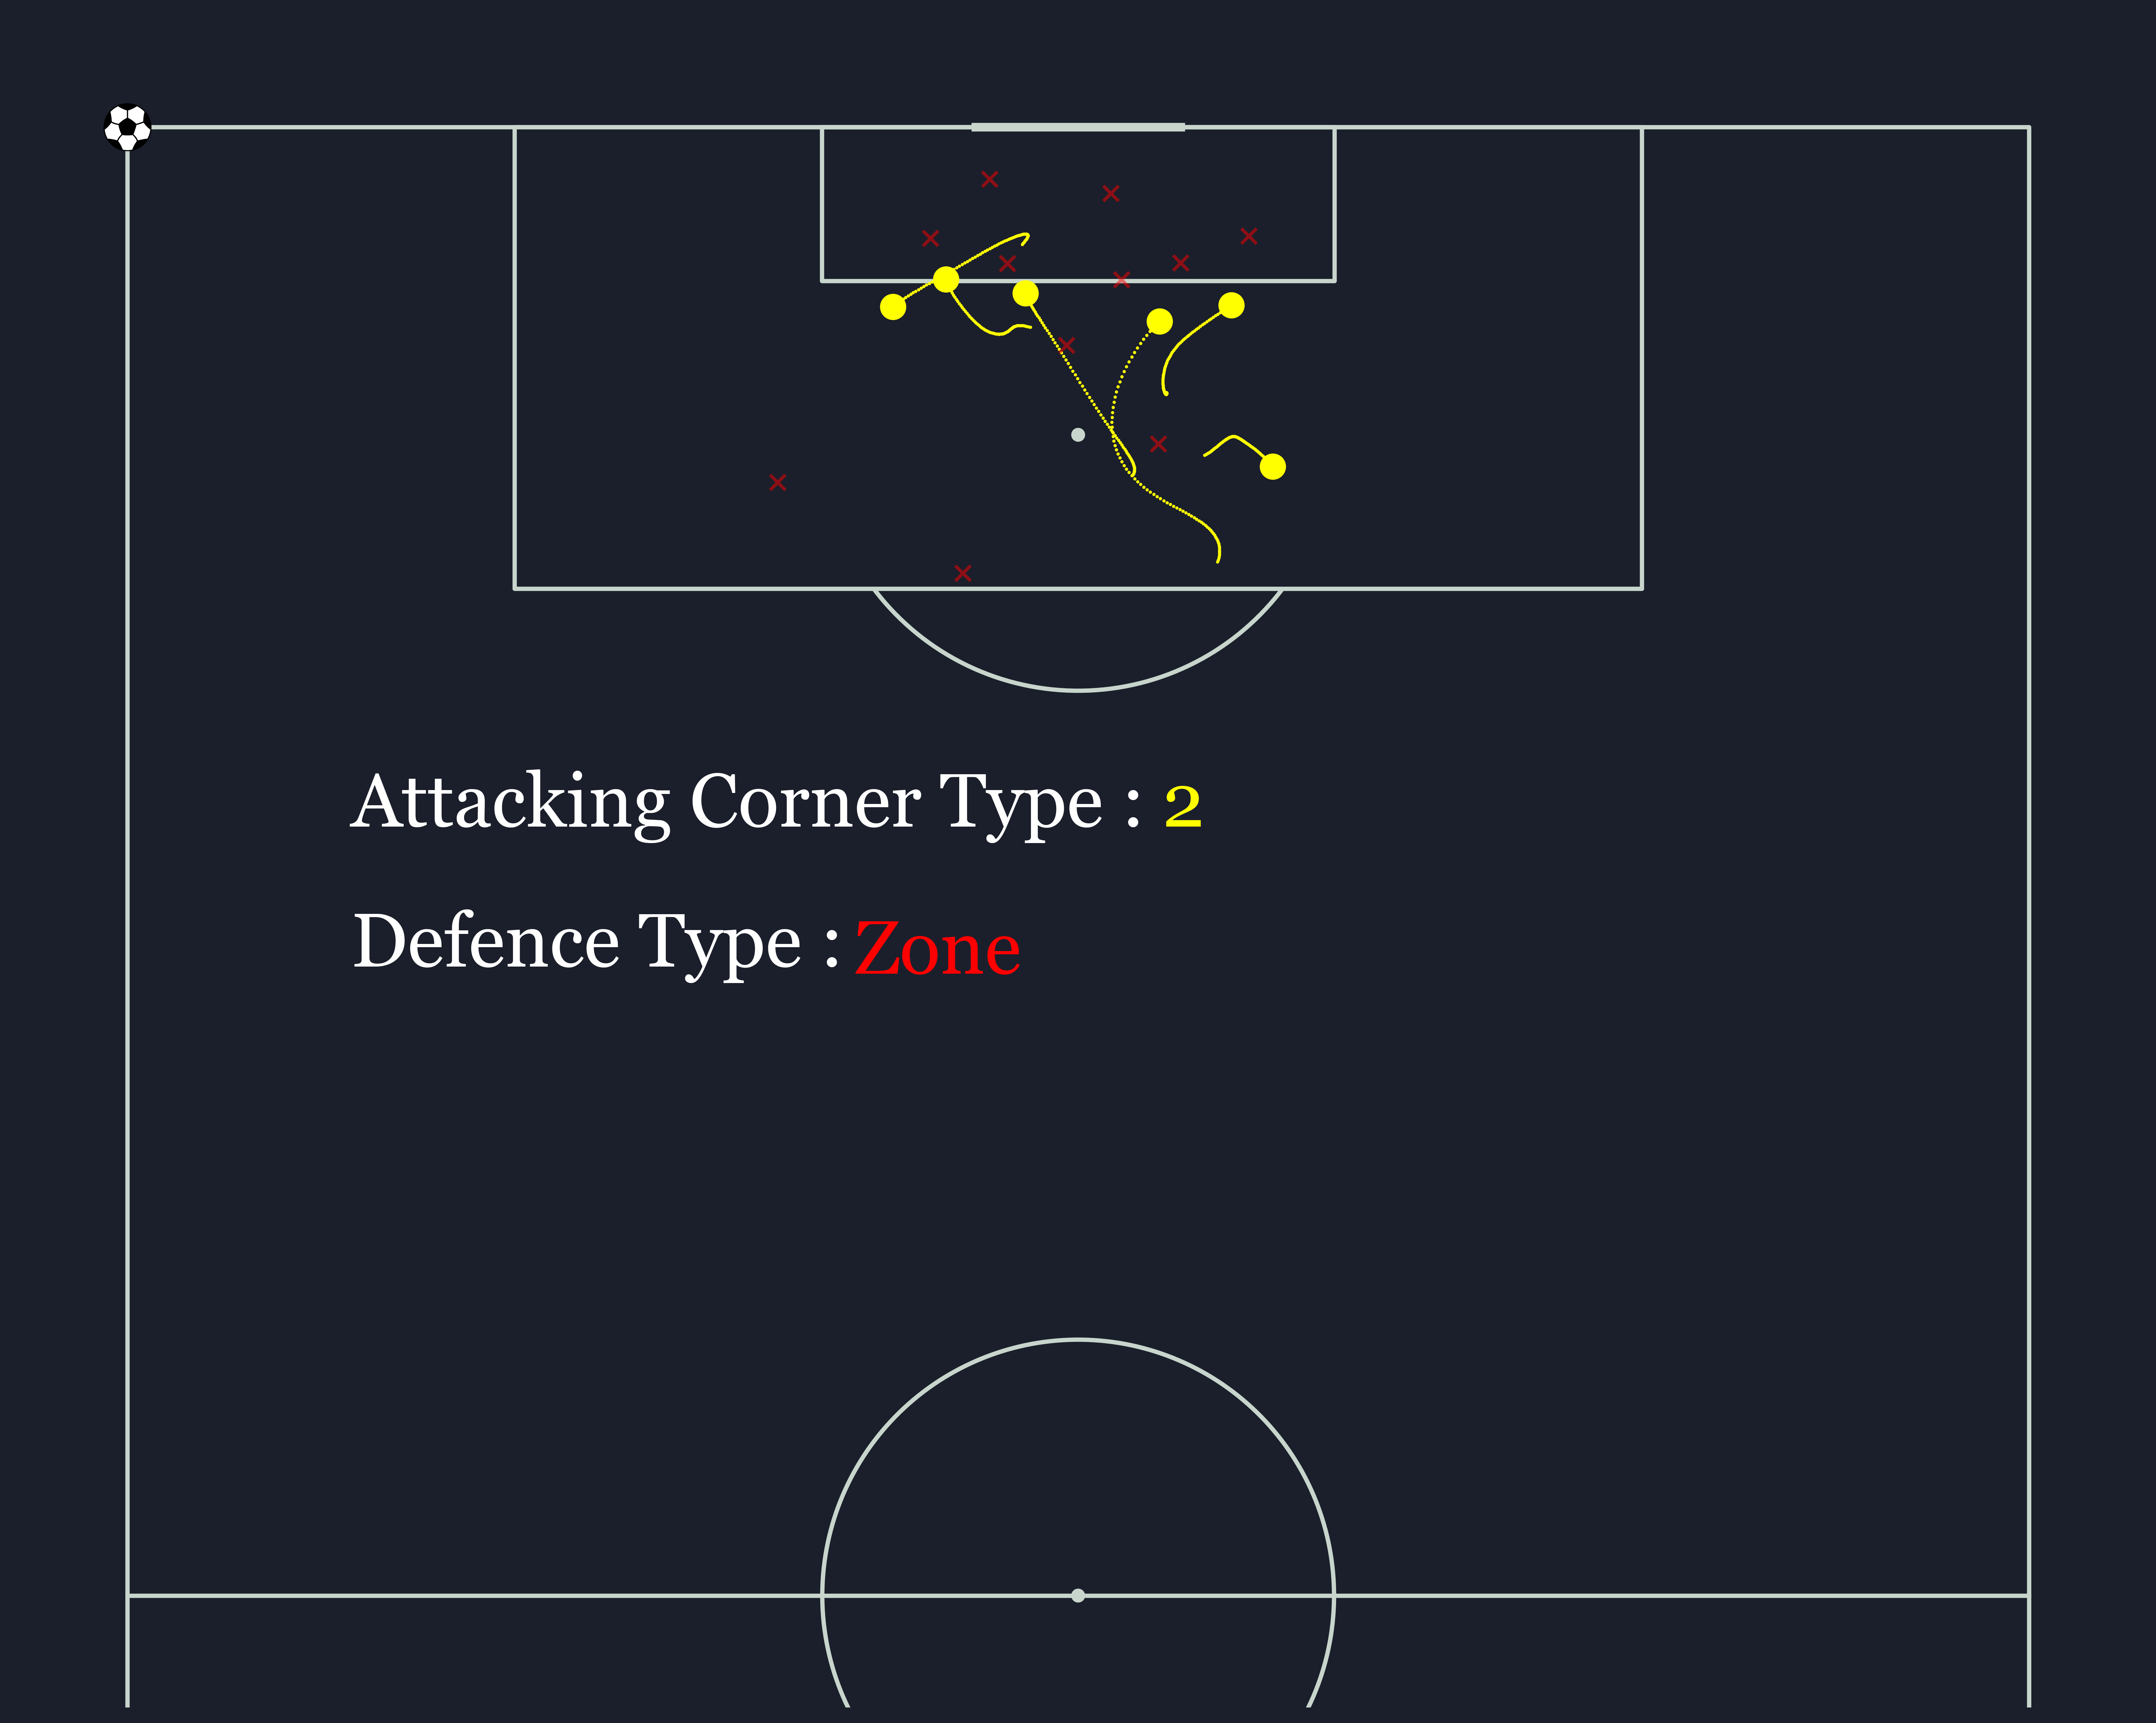 Attacking Corner Type : 2
Defence Type : Zone